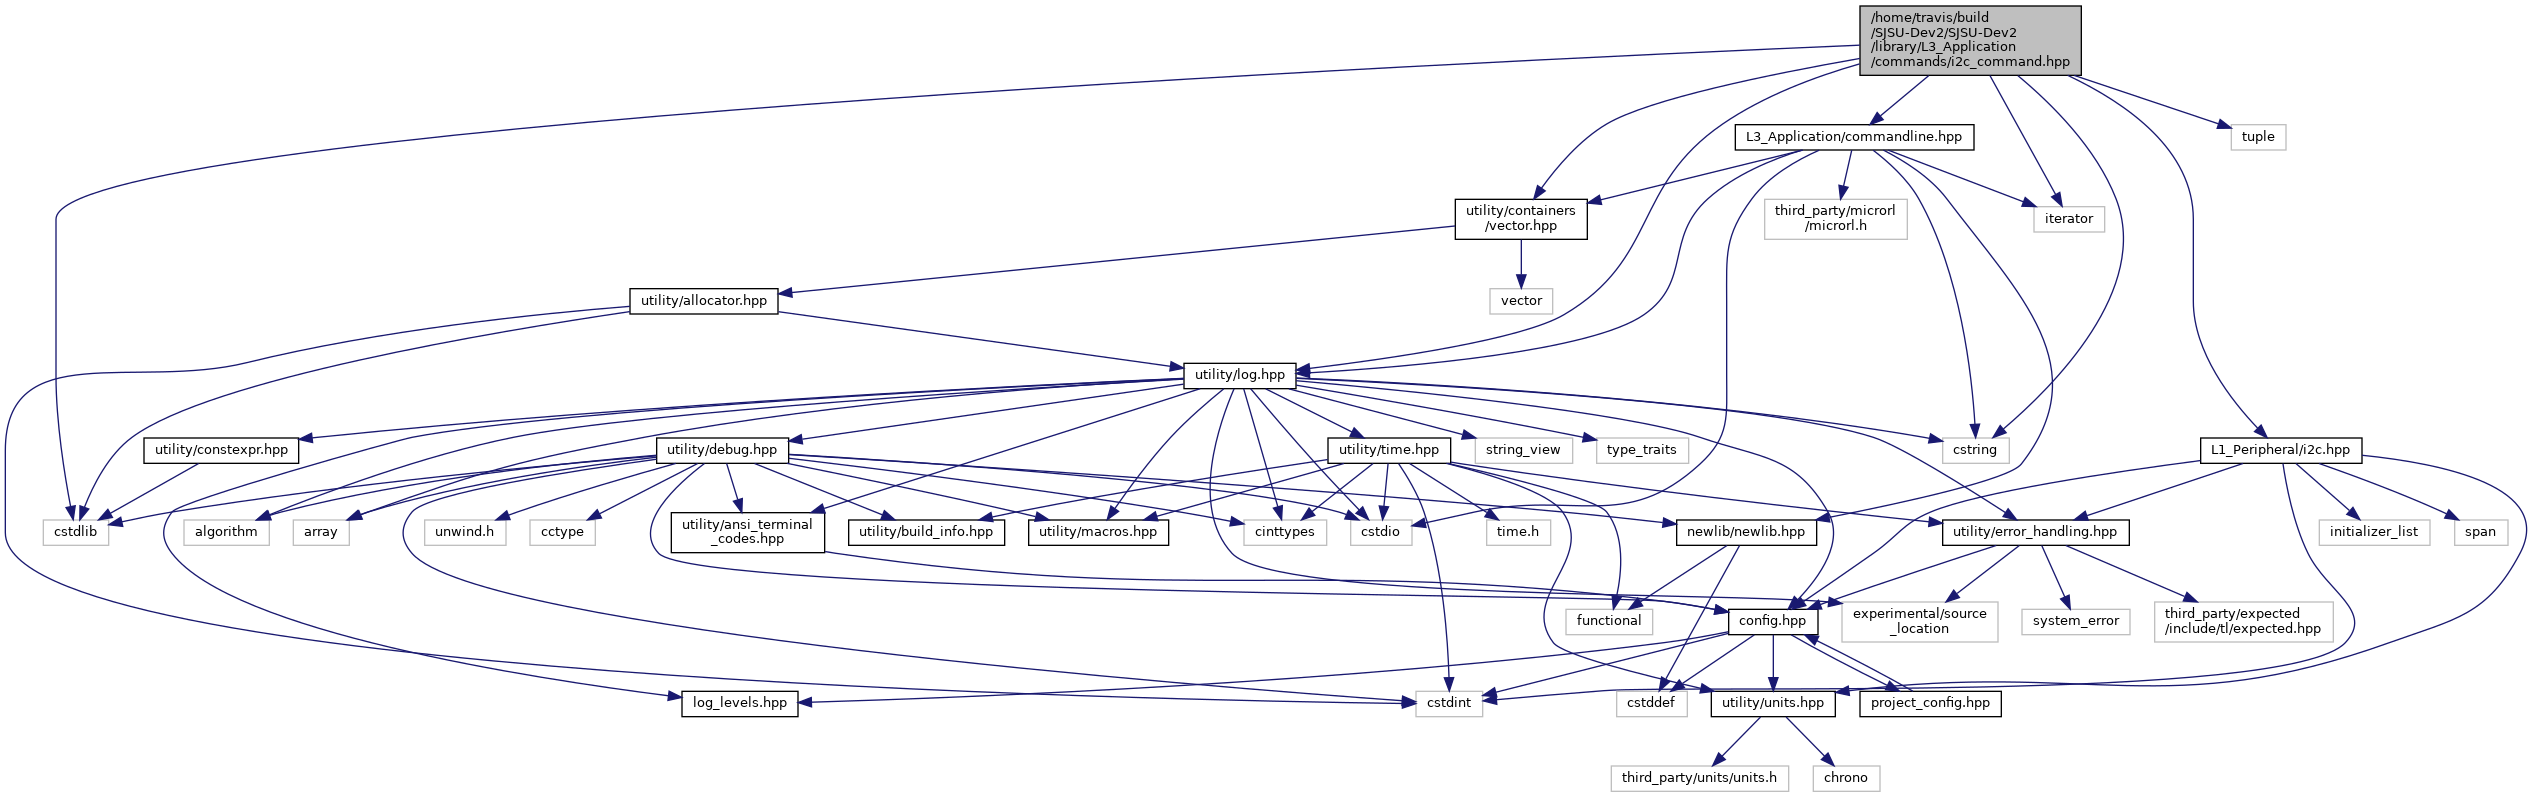 /home/travis/build
/SJSU-Dev2/SJSU-Dev2
/library/L3_Application
/commands/i2c_command.hpp
L3_Application/commandline.hpp
tuple
utility/containers
/vector.hpp
third_party/microrl
/microrl.h
iterator
utility/allocator.hpp
vector
utility/log.hpp
utility/constexpr.hpp
utility/debug.hpp
utility/time.hpp
string_view
type_traits
cstring
L1_Peripheral/i2c.hpp
cstdlib
algorithm
array
unwind.h
cctype
utility/ansi_terminal
_codes.hpp
utility/build_info.hpp
utility/macros.hpp
cinttypes
cstdio
time.h
newlib/newlib.hpp
utility/error_handling.hpp
initializer_list
span
functional
config.hpp
experimental/source
_location
system_error
third_party/expected
/include/tl/expected.hpp
log_levels.hpp
cstdint
cstddef
utility/units.hpp
project_config.hpp
third_party/units/units.h
chrono